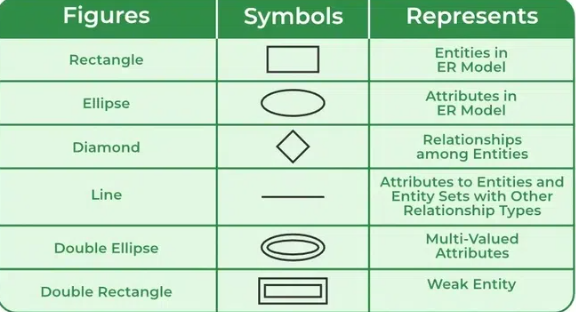 Figures Symbols Represents
Rectangle
Entities in
ER Model
Ellipse
Attributes in
ER Model
Diamond
Relationships
among Entities
Line
Attributes to Entities and
Entity Sets with Other
Relationship Types
Double Ellipse
Multi-Valued
Attributes
Double Rectangle
Weak Entity